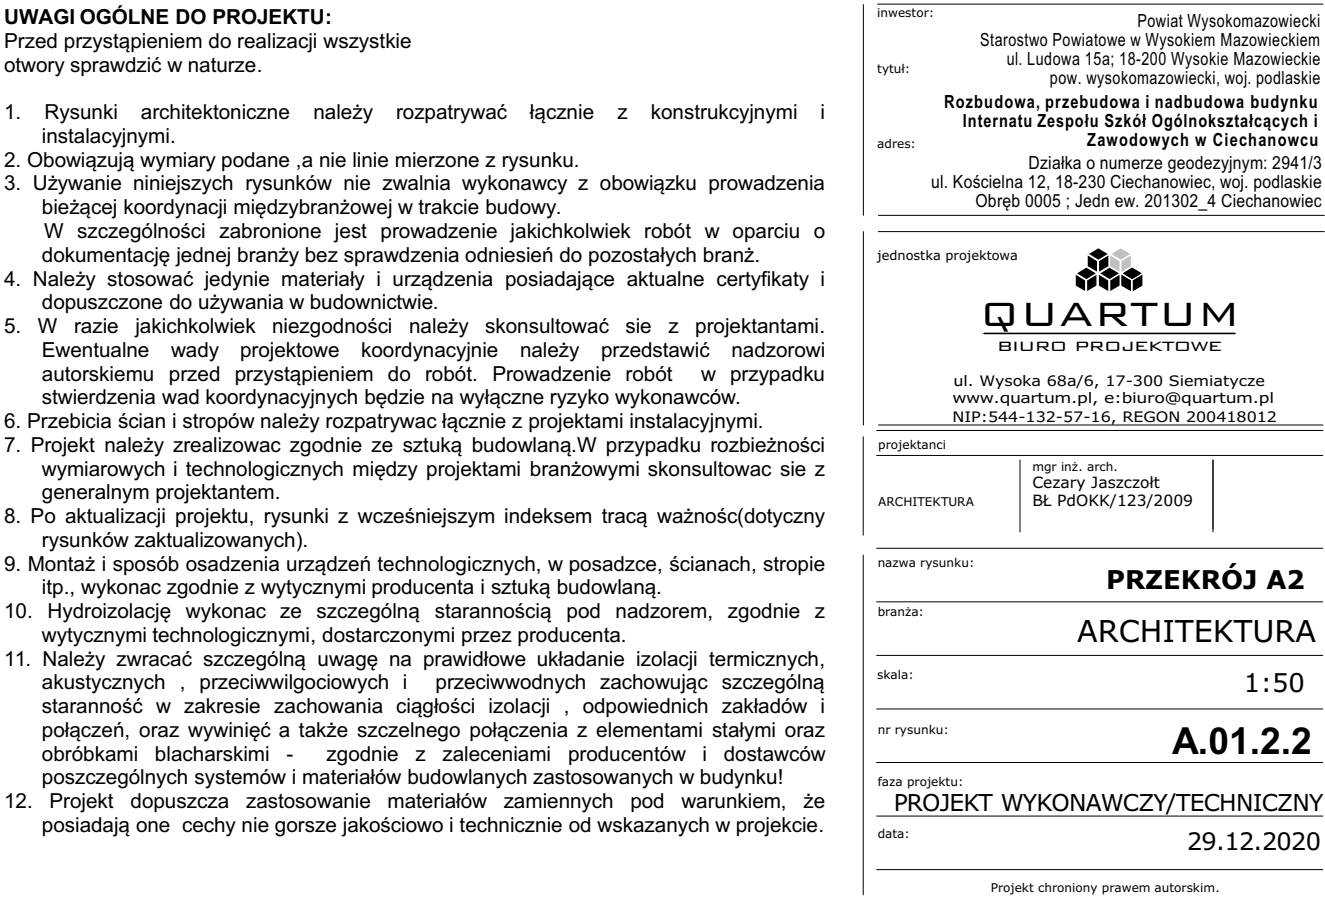 UWAGI OGÓLNE DO PROJEKTU:
Przed przystąpieniem do realizacji wszystkie
otwory sprawdzić w naturze.
1. Rysunki architektoniczne należy rozpatrywać łącznie z konstrukcyjnymi i
instalacyjnymi.
2. Obowiązują wymiary podane ,a nie linie mierzone z rysunku.
3. Używanie niniejszych rysunków nie zwalnia wykonawcy z obowiązku prowadzenia
bieżącej koordynacji międzybranżowej w trakcie budowy.
W szczególności zabronione jest prowadzenie jakichkolwiek robót w oparciu o
dokumentację jednej branży bez sprawdzenia odniesień do pozostałych branż.
4. Należy stosować jedynie materiały i urządzenia posiadające aktualne certyfikaty i
dopuszczone do używania w budownictwie.
5. W razie jakichkolwiek niezgodności należy skonsultować sie z projektantami.
Ewentualne wady projektowe koordynacyjnie należy przedstawić nadzorowi
autorskiemu przed przystąpieniem do robót. Prowadzenie robót w przypadku
stwierdzenia wad koordynacyjnych będzie na wyłączne ryzyko wykonawców.
6. Przebicia ścian i stropów należy rozpatrywac łącznie z projektami instalacyjnymi.
7. Projekt należy zrealizowac zgodnie ze sztuką budowlaną.W przypadku rozbieżności
wymiarowych i technologicznych między projektami branżowymi skonsultowac sie z
generalnym projektantem.
8. Po aktualizacji projektu, rysunki z wcześniejszym indeksem tracą ważnośc(dotyczny
rysunków zaktualizowanych).
9. Montaż i sposób osadzenia urządzeń technologicznych, w posadzce, ścianach, stropie
itp., wykonac zgodnie z wytycznymi producenta i sztuką budowlaną.
10. Hydroizolację wykonac ze szczególną starannością pod nadzorem, zgodnie z
wytycznymi technologicznymi, dostarczonymi przez producenta.
11. Należy zwracać szczególną uwagę na prawidłowe układanie izolacji termicznych,
akustycznych , przeciwwilgociowych i przeciwwodnych zachowując szczególną
staranność w zakresie zachowania ciągłości izolacji , odpowiednich zakładów i
połączeń, oraz wywinięć a także szczelnego połączenia z elementami stałymi oraz
obróbkami blacharskimi - zgodnie z zaleceniami producentów i dostawców
poszczególnych systemów i materiałów budowlanych zastosowanych w budynku!
12. Projekt dopuszcza zastosowanie materiałów zamiennych pod warunkiem, że
posiadają one cechy nie gorsze jakościowo i technicznie od wskazanych w projekcie.
inwestor:
Powiat Wysokomazowiecki
Starostwo Powiatowe w Wysokiem Mazowieckiem
ul. Ludowa 15a; 18-200 Wysokie Mazowieckie
pow. wysokomazowiecki, woj. podlaskie
tytuł:
Rozbudowa, przebudowa i nadbudowa budynku
Internatu Zespołu Szkół Ogólnokształcących i
Zawodowych w Ciechanowcu
adres:
Działka o numerze geodezyjnym: 2941/3
ul. Kościelna 12, 18-230 Ciechanowiec, woj. podlaskie
Obręb 0005 ; Jedn ew. 201302_4 Ciechanowiec
jednostka projektowa
QUARTUM
BIURO PROJEKTOWE
ul. Wysoka 68a/6, 17-300 Siemiatycze
www.quartum.pl, e:biuro@quartum.pl
NIP:544-132-57-16, REGON 200418012
projektanci
ARCHITEKTURA
mgr inż. arch.
Cezary Jaszczołt
BŁ PdOKK/123/2009
nazwa rysunku:
PRZEKRÓJ A2
branża:
ARCHITEKTURA
skala:
1:50
nr rysunku:
A.01.2.2
faza projektu:
PROJEKT WYKONAWCZY/TECHNICZNY
data:
29.12.2020
Projekt chroniony prawem autorskim.